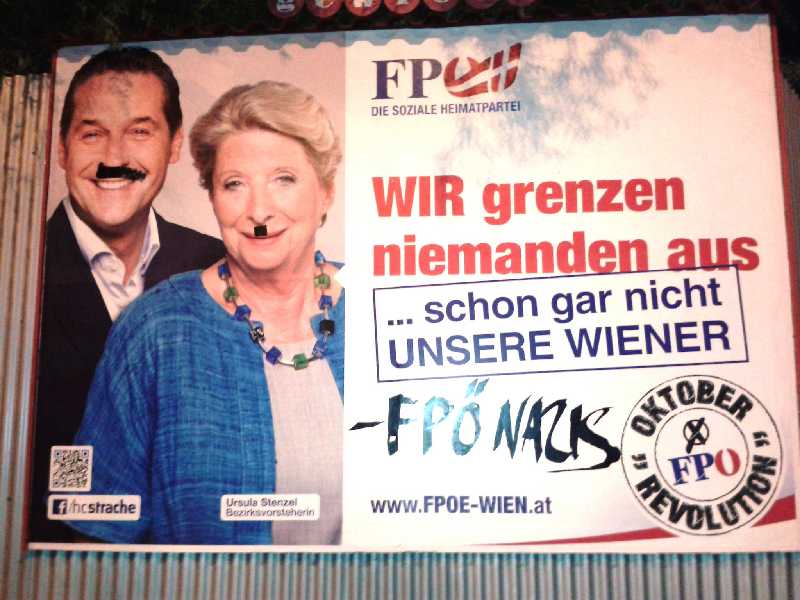 FPÖ
DIE SOZIALE HEIMATPARTEI
WIR grenzen
niemanden aus
... schon gar nicht
UNSERE WIENER
-FPÖ NAZIS
OKTOBER
FPO
„REVOLUTION“
f/hcstrache
Ursula Stenzel
Bezirksvorsteherin
www.FPOE-WIEN.at